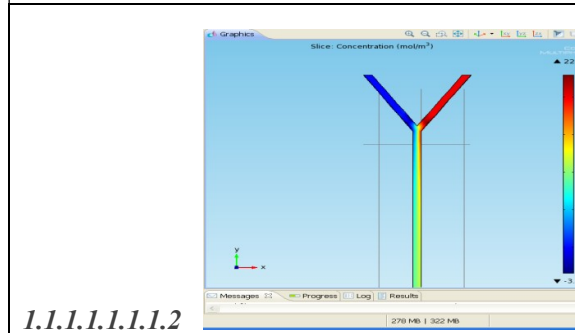 Graphics
Slice: Concentration (mol/m³)
▲ 22
y
x
▼ -3.
Messages
Progress
Log
Results
278 MB | 322 MB
1.1.1.1.1.1.1.2